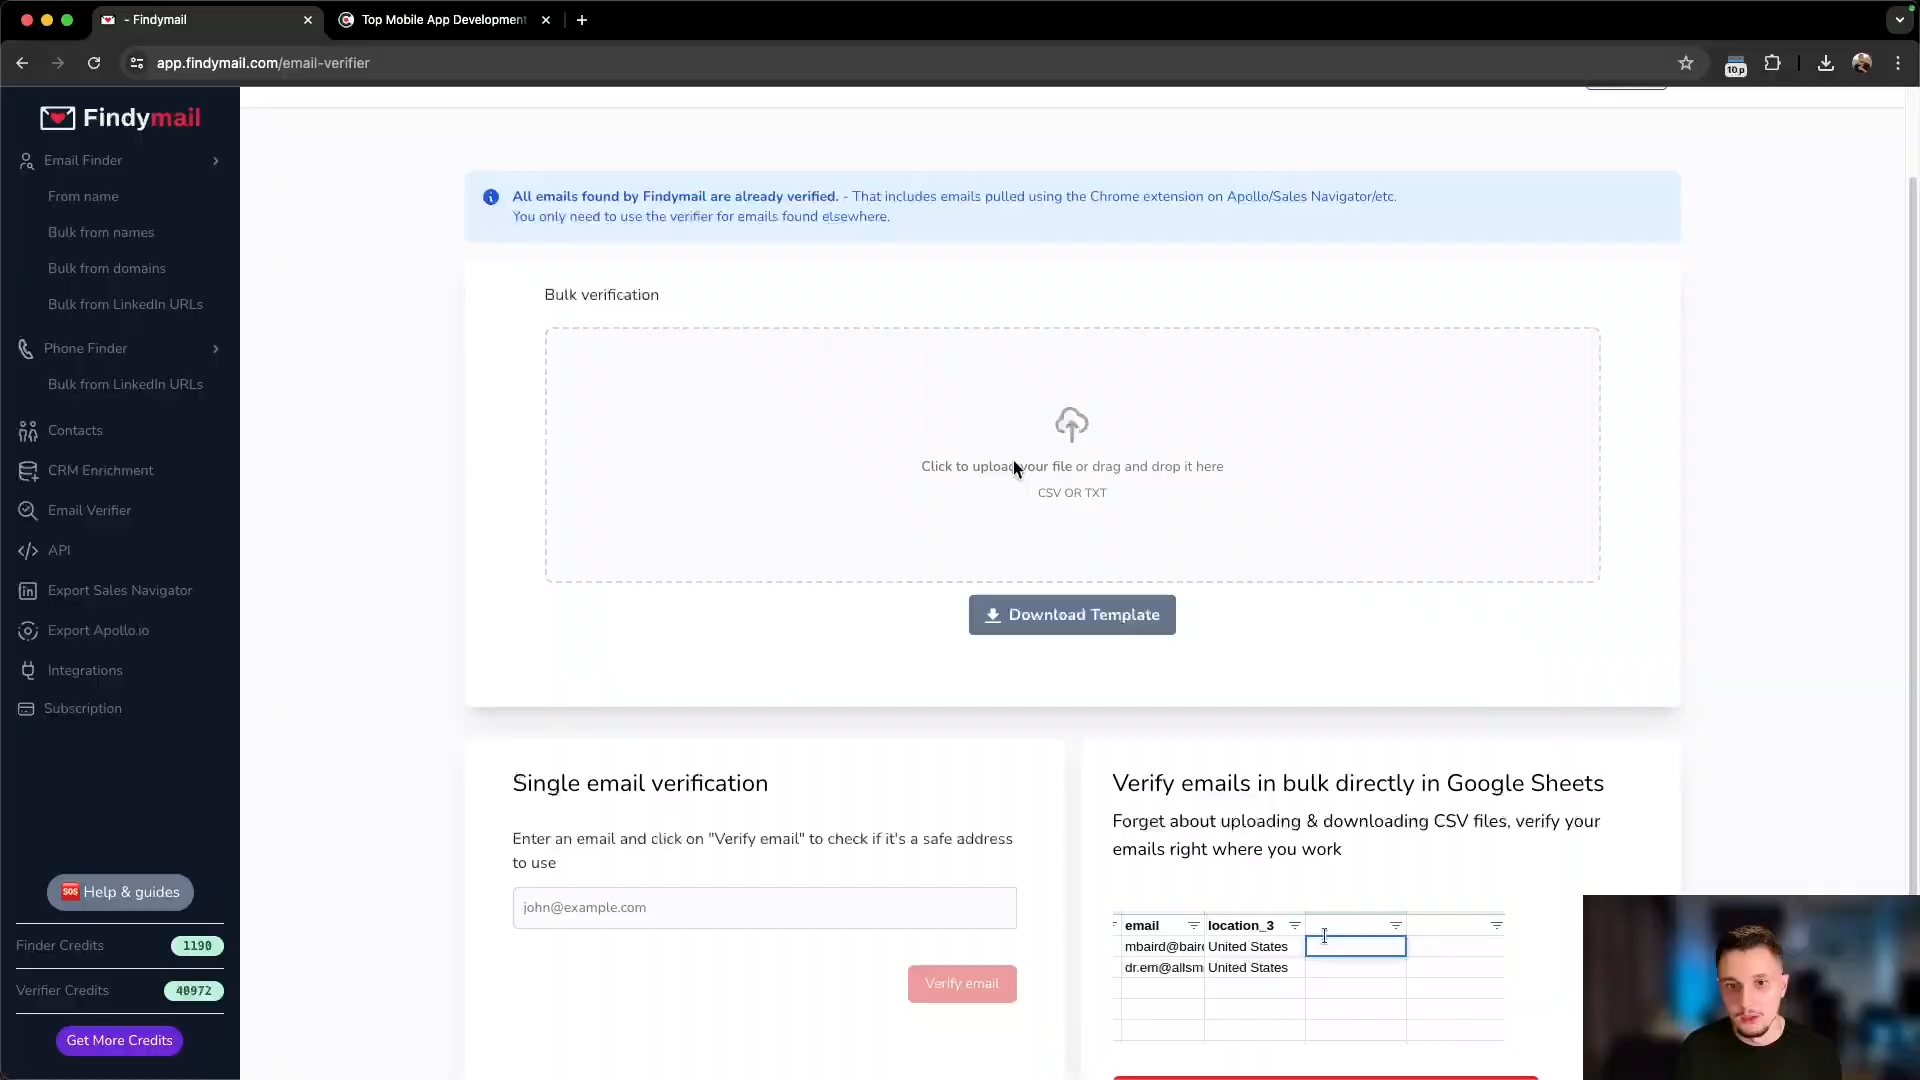 - Findymail
Top Mobile App Development
app.findymail.com/email-verifier
10p
Findymail
Email Finder
From name
Bulk from names
Bulk from domains
Bulk from LinkedIn URLs
Phone Finder
Bulk from LinkedIn URLs
Contacts
CRM Enrichment
Email Verifier
API
Export Sales Navigator
Export Apollo.io
Integrations
Subscription
SOS Help & guides
Finder Credits 1190
Verifier Credits 40972
Get More Credits
All emails found by Findymail are already verified. - That includes emails pulled using the Chrome extension on Apollo/Sales Navigator/etc.
You only need to use the verifier for emails found elsewhere.
Bulk verification
Click to upload your file or drag and drop it here
CSV OR TXT
Download Template
Single email verification
Enter an email and click on "Verify email" to check if it's a safe address
to use
john@example.com
Verify email
Verify emails in bulk directly in Google Sheets
Forget about uploading & downloading CSV files, verify your
emails right where you work
email location_3
mbaird@bair United States
dr.em@allsm United States